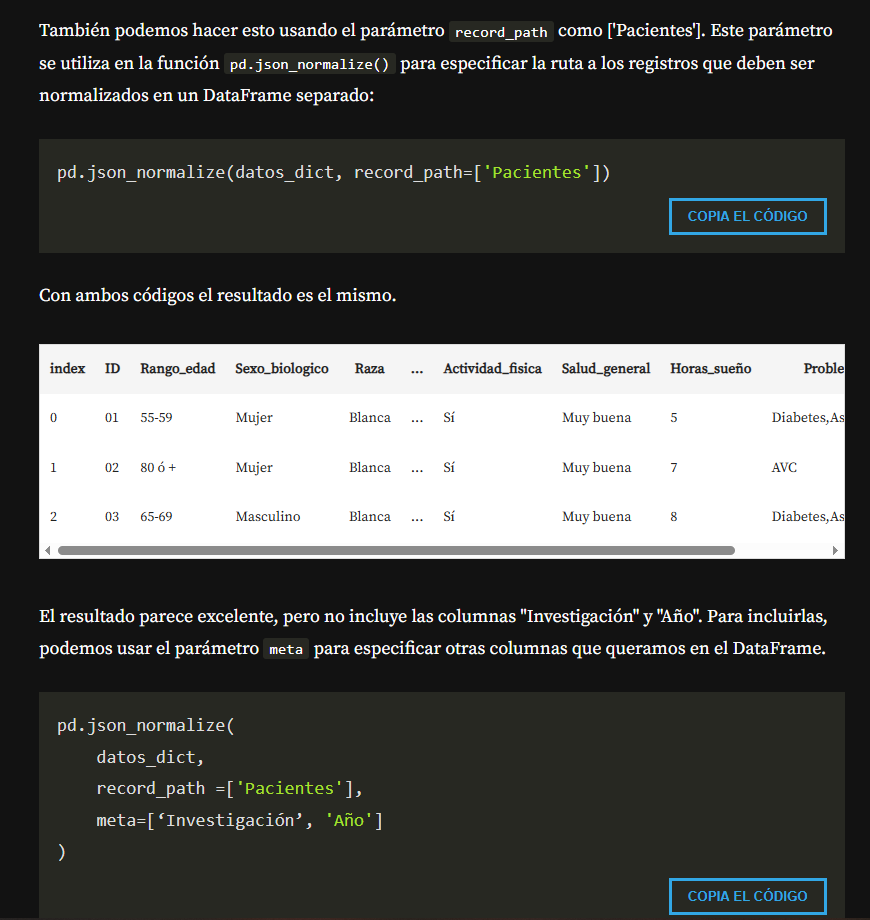 También podemos hacer esto usando el parámetro record_path como ['Pacientes']. Este parámetro
se utiliza en la función pd.json_normalize() para especificar la ruta a los registros que deben ser
normalizados en un DataFrame separado:
pd.json_normalize(datos_dict, record_path=['Pacientes'])
COPIA EL CÓDIGO
Con ambos códigos el resultado es el mismo.
index ID Rango_edad Sexo_biologico Raza ... Actividad_fisica Salud_general Horas_sueño Proble
0 01 55-59 Mujer Blanca ... Sí Muy buena 5 Diabetes,As
1 02 80 ó + Mujer Blanca ... Sí Muy buena 7 AVC
2 03 65-69 Masculino Blanca ... Sí Muy buena 8 Diabetes,As
El resultado parece excelente, pero no incluye las columnas "Investigación" y "Año". Para incluirlas,
podemos usar el parámetro meta para especificar otras columnas que queramos en el DataFrame.
pd.json_normalize(
    datos_dict,
    record_path =['Pacientes'],
    meta=[‘Investigación’, 'Año']
)
COPIA EL CÓDIGO